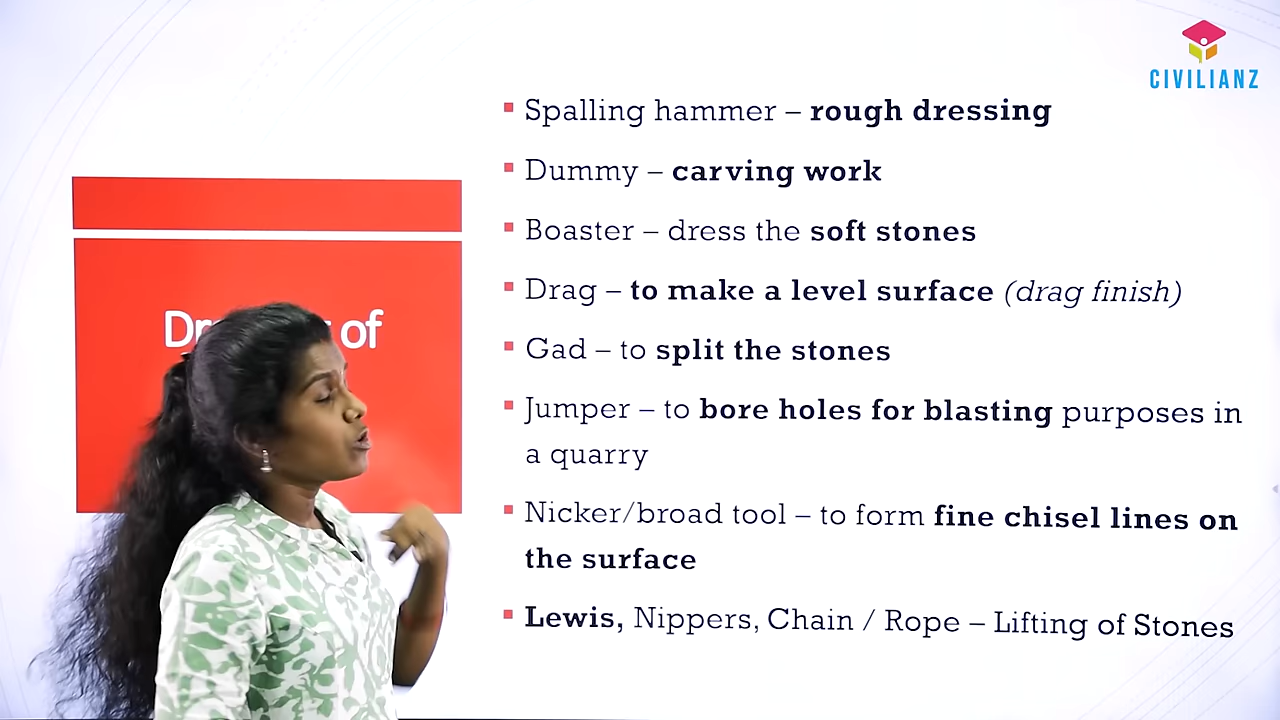 CIVILIANZ
Spalling hammer – rough dressing
Dummy – carving work
Boaster – dress the soft stones
Drag – to make a level surface (drag finish)
of
Gad – to split the stones
Jumper – to bore holes for blasting purposes in
a quarry
Nicker/broad tool – to form fine chisel lines on
the surface
Lewis, Nippers, Chain / Rope – Lifting of Stones